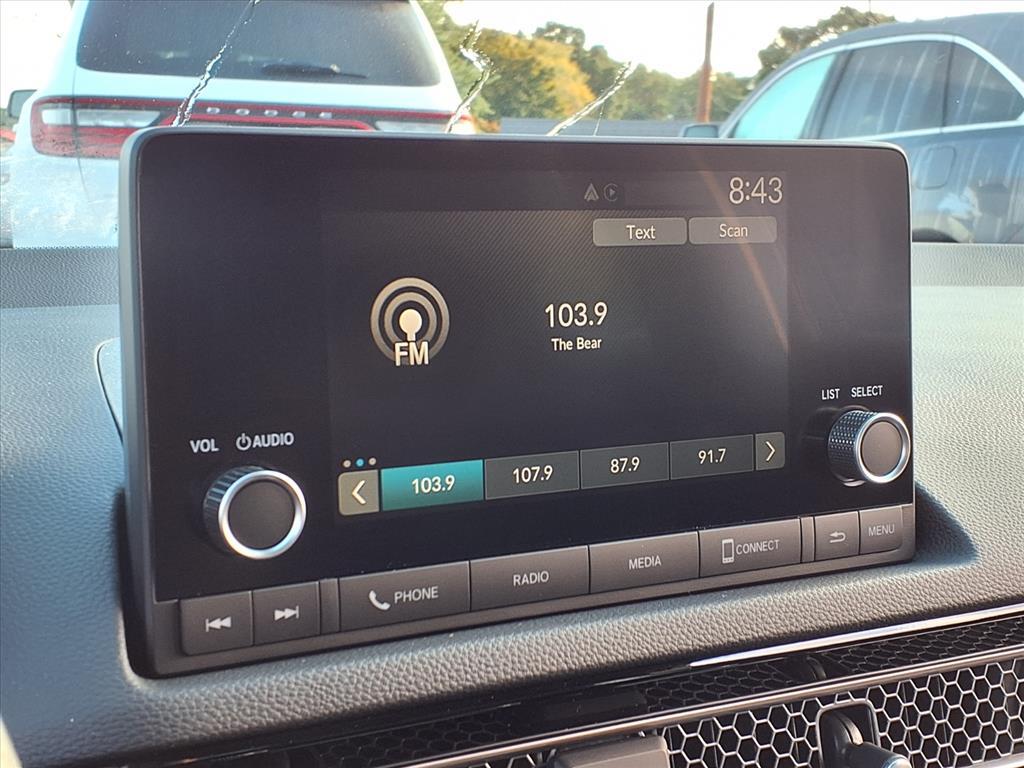 DODGE
8:43
Text
Scan
103.9
The Bear
FM
LIST SELECT
VOL AUDIO
103.9 107.9 87.9 91.7
PHONE RADIO MEDIA CONNECT MENU